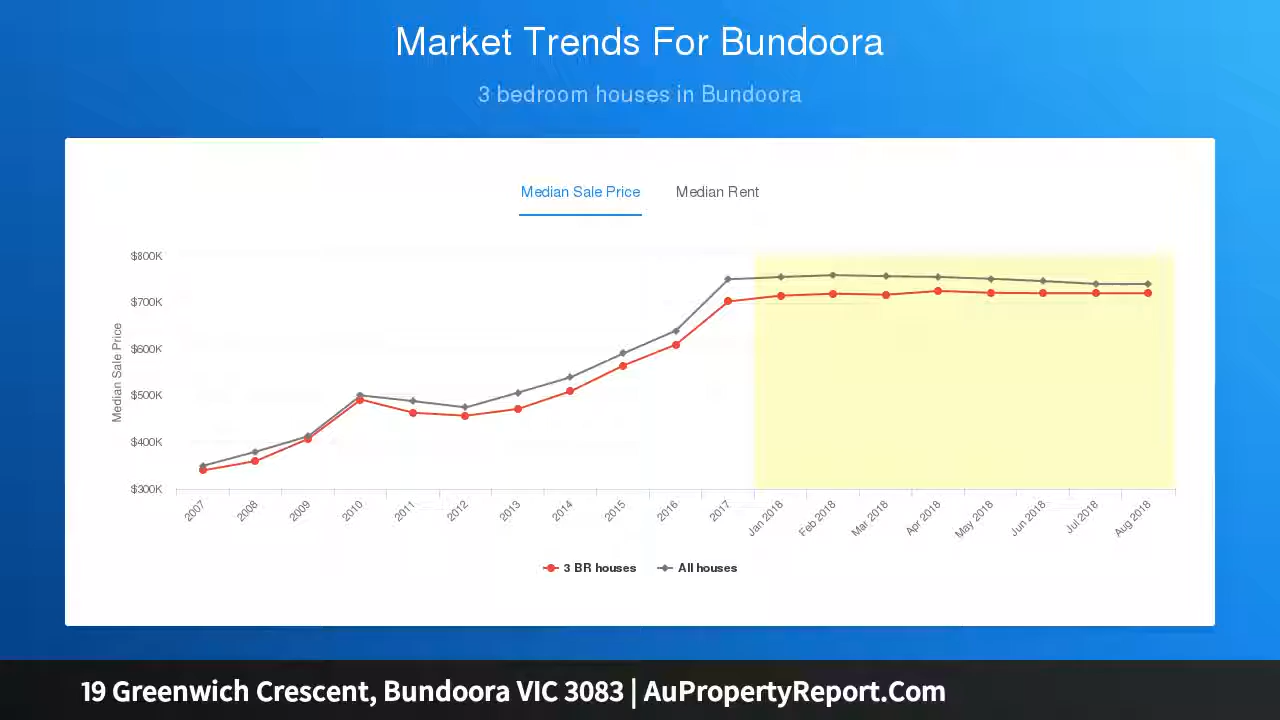 Market Trends For Bundoora
3 bedroom houses in Bundoora
Median Sale Price Median Rent
Median Sale Price
$800K
$700K
$600K
$500K
$400K
$300K
2007 2008 2009 2010 2011 2012 2013 2014 2015 2016 2017 Jan 2018 Feb 2018 Mar 2018 Apr 2018 May 2018 Jun 2018 Jul 2018 Aug 2018
3 BR houses All houses
19 Greenwich Crescent, Bundoora VIC 3083 | AuPropertyReport.Com